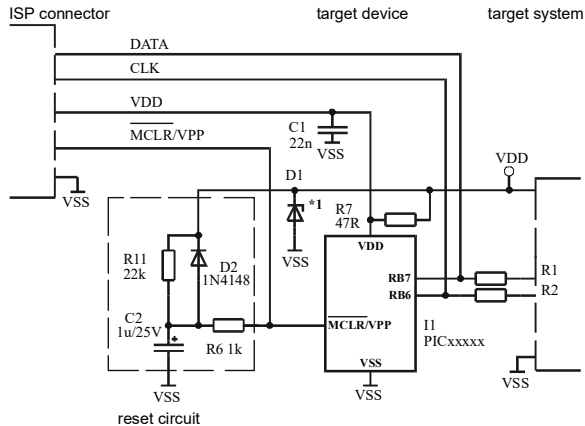 ISP connector
target device
target system
DATA
CLK
VDD
MCLR/VPP
C1
22n
VSS
VDD
VSS
D1
*1
R7
47R
VDD
VSS
R11
22k
D2
1N4148
RB7
R1
RB6
R2
C2
1u/25V
MCLR/VPP
I1
PICxxxxx
R6 1k
VSS
VSS
VSS
VSS
reset circuit